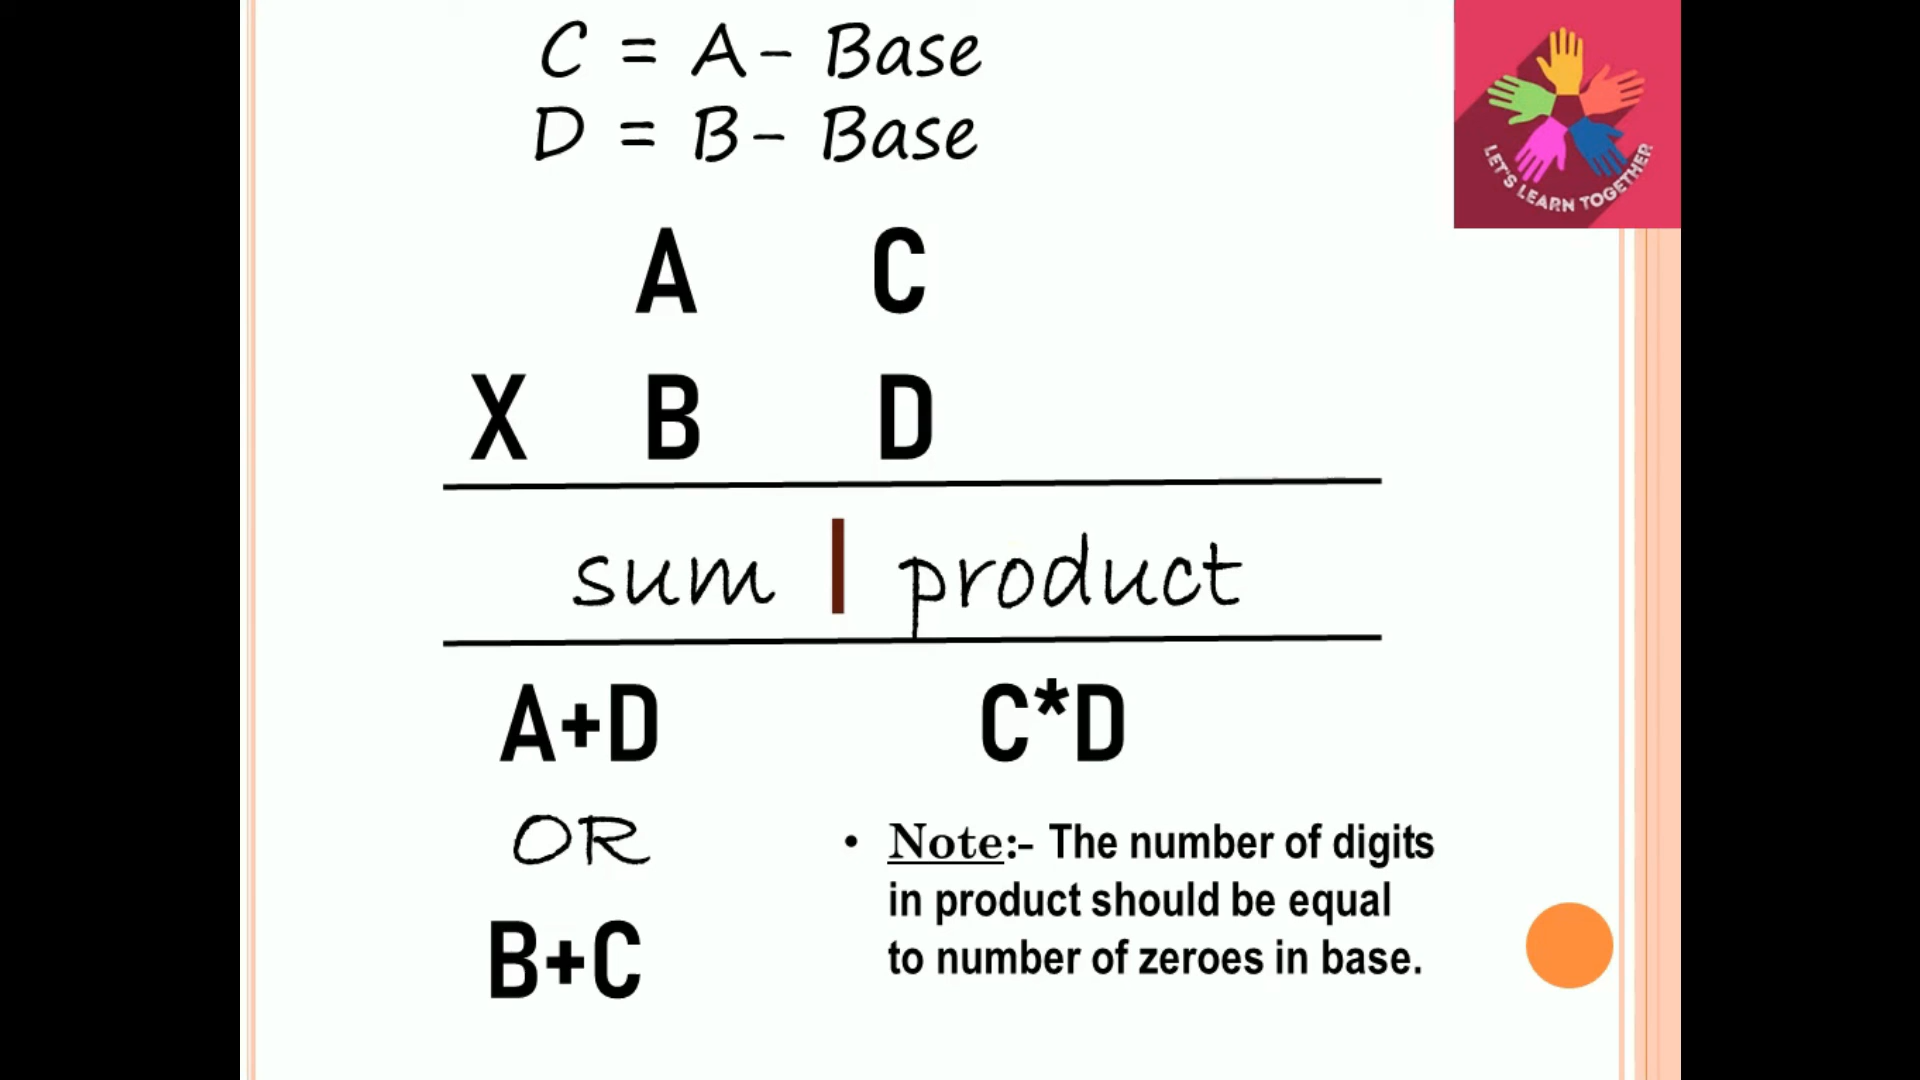 C = A - Base
D = B - Base
LET'S LEARN TOGETHER
A C
X B D
sum | product
A+D C*D
OR
B+C
• Note:- The number of digits
in product should be equal
to number of zeroes in base.